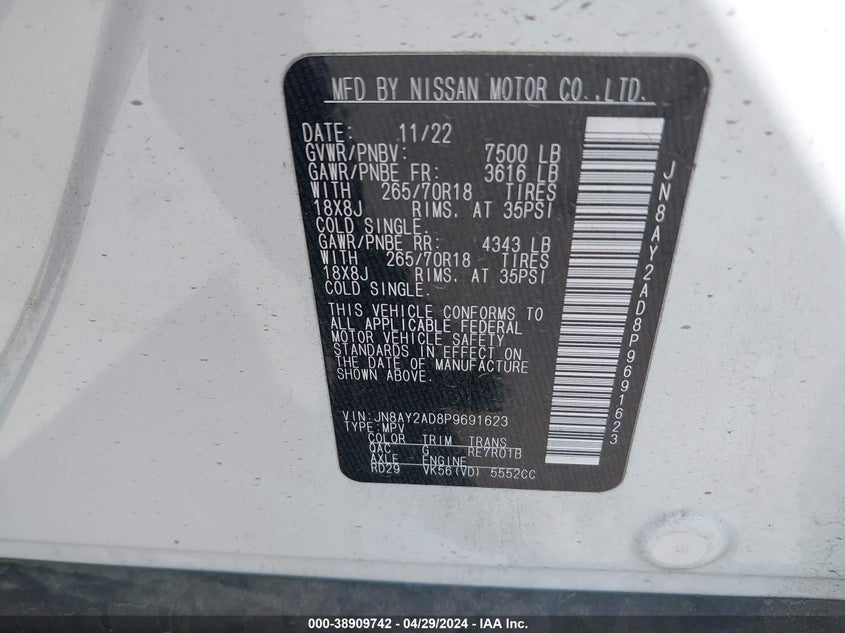 MFD BY NISSAN MOTOR CO.,LTD.
DATE: 11/22
GVWR/PNBV: 7500 LB
GAWR/PNBE FR: 3616 LB
WITH 265/70R18 TIRES
18X8J RIMS. AT 35PSI
COLD SINGLE.
GAWR/PNBE RR: 4343 LB
WITH 265/70R18 TIRES
18X8J RIMS. AT 35PSI
COLD SINGLE.
THIS VEHICLE CONFORMS TO
ALL APPLICABLE FEDERAL
MOTOR VEHICLE SAFETY
STANDARDS IN EFFECT ON
THE DATE OF MANUFACTURE
SHOWN ABOVE.
VIN:JN8AY2AD8P9691623
TYPE:MPV
COLOR TRIM TRANS
QAC G RE7R01B
AXLE ENGINE
RD29 VK56(VD) 5552CC
JN8AY2AD8P9691623
000-38909742 / 04/29/2024 - IAA Inc.